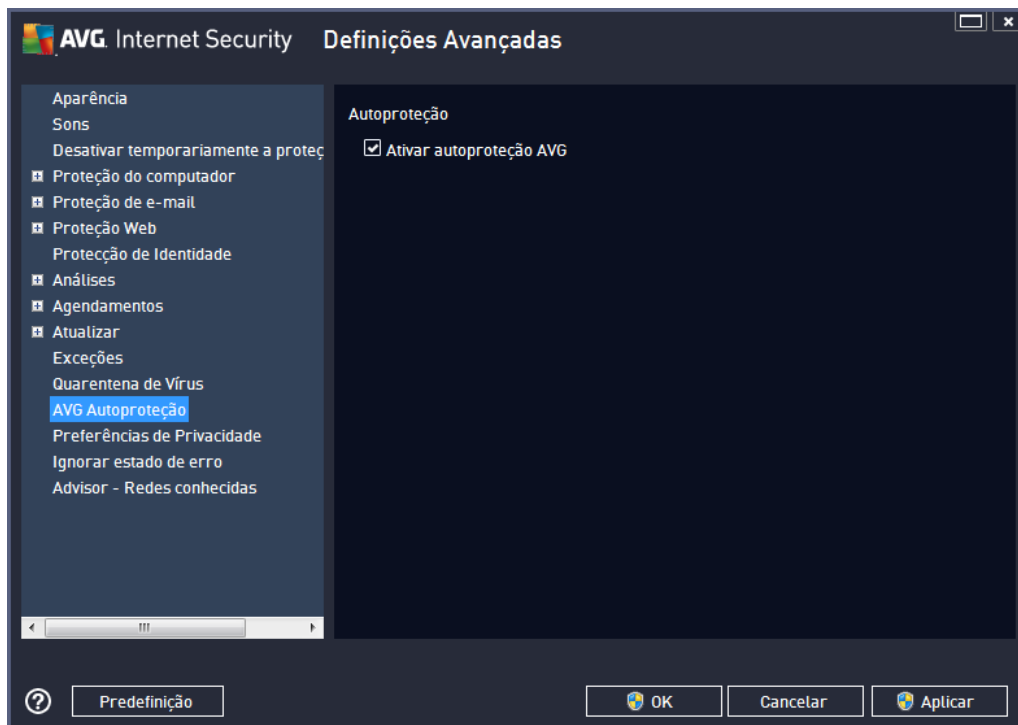 AVG. Internet Security Definições Avançadas
Aparência
Sons
Desativar temporariamente a proteç
Proteção do computador
Proteção de e-mail
Proteção Web
Protecção de Identidade
Análises
Agendamentos
Atualizar
Exceções
Quarentena de Vírus
AVG Autoproteção
Preferências de Privacidade
Ignorar estado de erro
Advisor - Redes conhecidas
Autoproteção
Ativar autoproteção AVG
Predefinição
OK
Cancelar
Aplicar